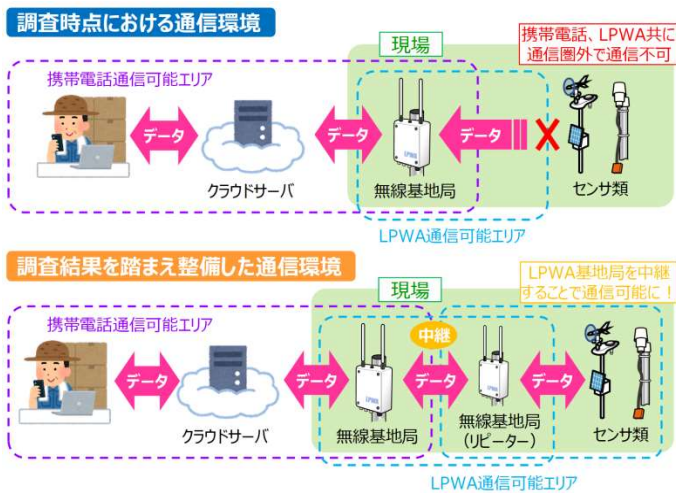 調査時点における通信環境
携帯電話、LPWA共に
通信圏外で通信不可
現場
携帯電話通信可能エリア
データ
データ
データ
LPWA
クラウドサーバ
無線基地局
センサ類
LPWA通信可能エリア
調査結果を踏まえ整備した通信環境
LPWA基地局を中継
することで通信可能に！
現場
携帯電話通信可能エリア
中継
データ
データ
データ
データ
LPWA
LPWA
クラウドサーバ
無線基地局
無線基地局
（リピーター）
センサ類
LPWA通信可能エリア